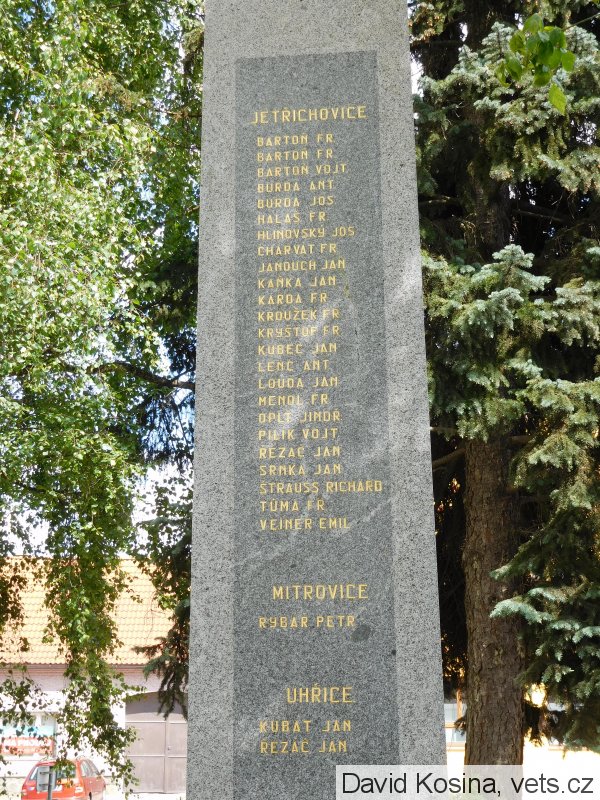 JETŘICHOVICE
BARTOŇ FR.
BARTOŇ FR.
BARTOŇ VOJT.
BURDA ANT.
BURDA JOS.
HALAS FR.
HLINOVSKÝ JOS.
CHARVÁT FR.
JANOUCH JAN
KAŇKA JAN
KÁRDA FR.
KROUŽEK FR.
KRYŠTOF FR.
KUBEC JAN
LENC ANT.
LOUDA JAN
MENDL FR.
OPLT JINDR.
PILÍK VOJT.
ŘEZÁČ JAN
SRNKA JAN
ŠTRAUSS RICHARD
TŮMA FR.
VEINER EMIL
MITROVICE
RYBAŘ PETR
UHŘICE
KUBÁT JAN
ŘEZÁČ JAN
David Kosina, vets.cz